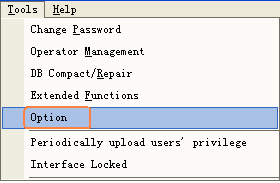 Tools Help
Change Password
Operator Management
DB Compact/Repair
Extended Functions
Option
Periodically upload users' privilege
Interface Locked